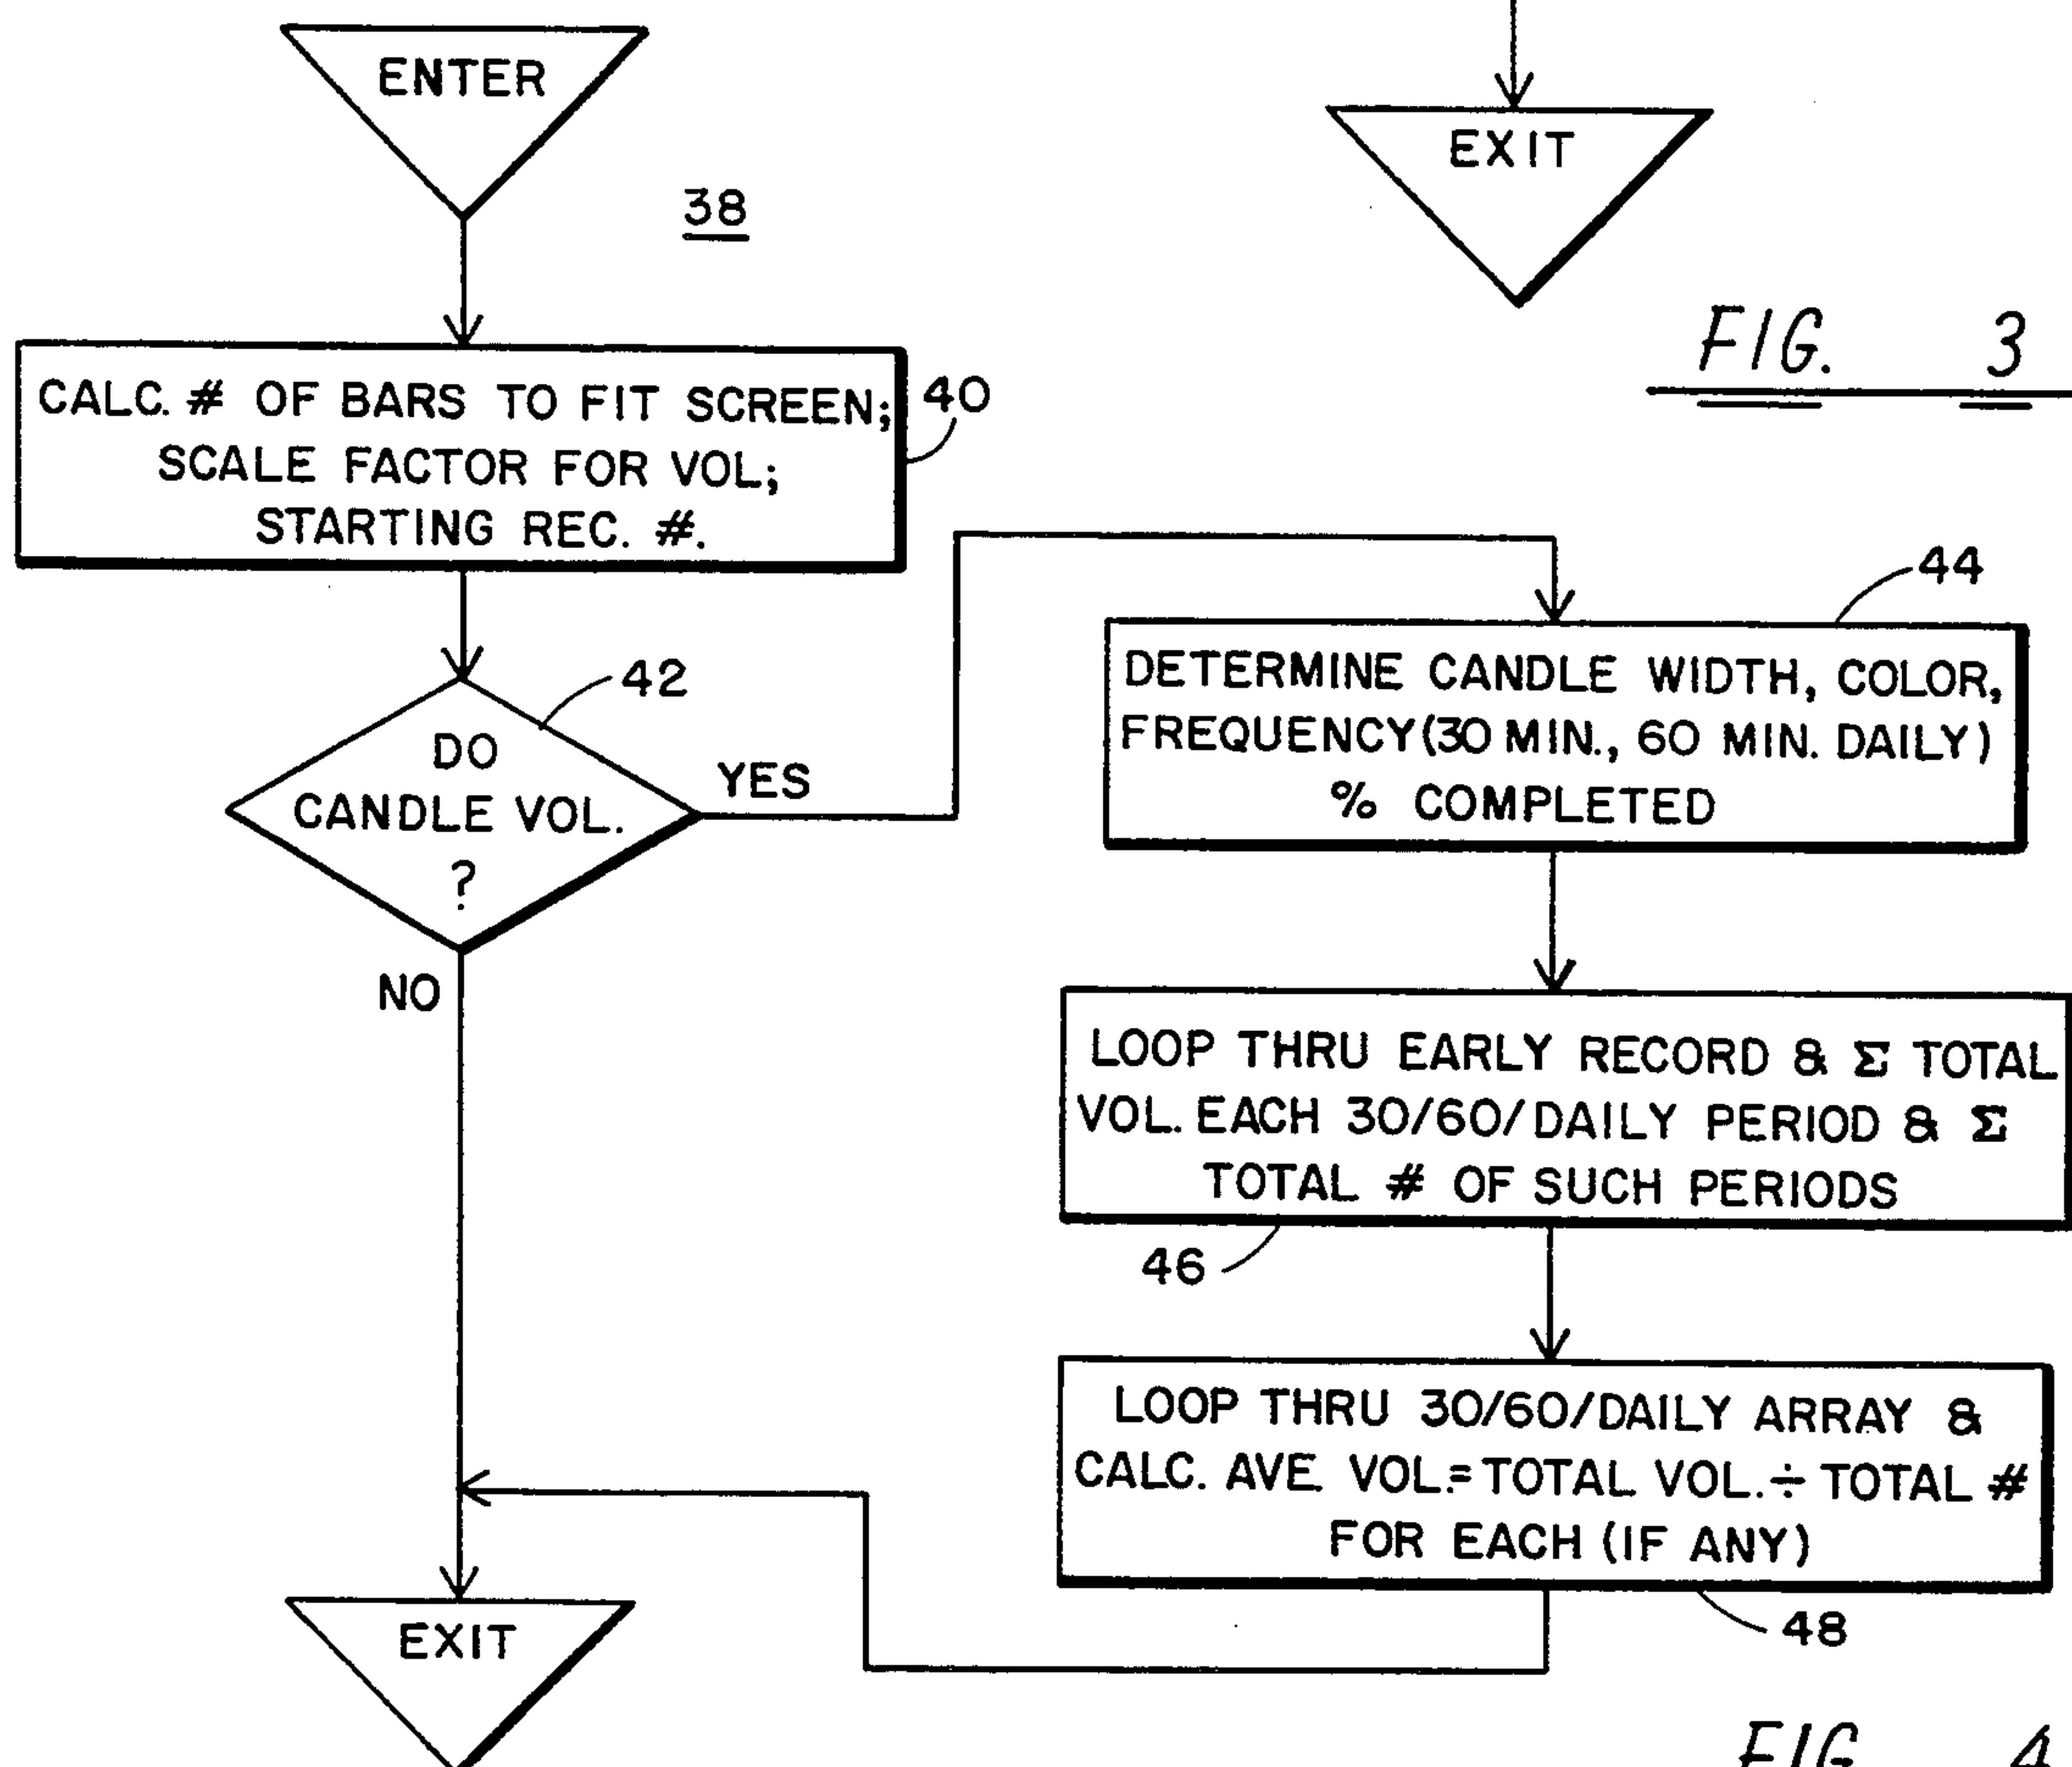 ENTER
EXIT
38
FIG. 3
CALC. # OF BARS TO FIT SCREEN;
SCALE FACTOR FOR VOL;
STARTING REC. #.
40
42
DO
CANDLE VOL.
?
YES
NO
44
DETERMINE CANDLE WIDTH, COLOR,
FREQUENCY (30 MIN., 60 MIN. DAILY)
% COMPLETED
LOOP THRU EARLY RECORD & Σ TOTAL
VOL. EACH 30/60/DAILY PERIOD & Σ
TOTAL # OF SUCH PERIODS
46
LOOP THRU 30/60/DAILY ARRAY &
CALC. AVE. VOL.=TOTAL VOL.÷TOTAL #
FOR EACH (IF ANY)
48
EXIT
FIG. 4